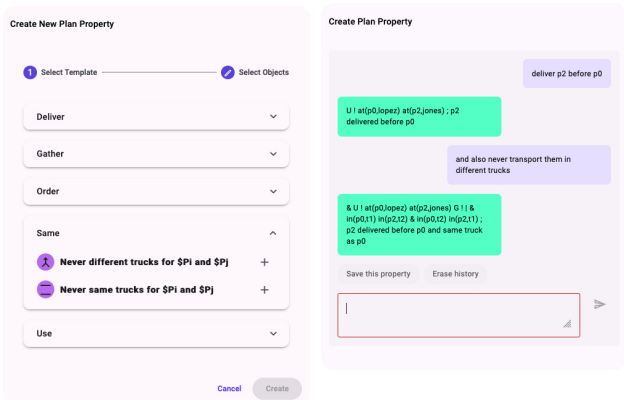 Create New Plan Property
1 Select Template
Select Objects
Deliver
Gather
Order
Same
Never different trucks for $Pi and $Pj
Never same trucks for $Pi and $Pj
Use
Cancel
Create
Create Plan Property
deliver p2 before p0
U ! at(p0,lopez) at(p2,jones) ; p2
delivered before p0
and also never transport them in
different trucks
& U ! at(p0,lopez) at(p2,jones) G ! | &
in(p0,t1) in(p2,t2) & in(p0,t2) in(p2,t1) ;
p2 delivered before p0 and same truck
as p0
Save this property
Erase history